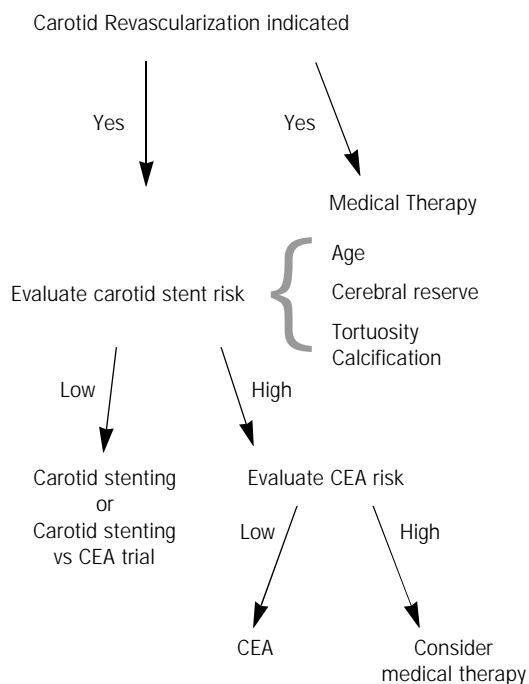 Carotid Revascularization indicated
Yes
Yes
Medical Therapy
Evaluate carotid stent risk
Age
Cerebral reserve
Tortuosity
Calcification
Low
High
Carotid stenting
or
Carotid stenting
vs CEA trial
Evaluate CEA risk
Low
High
CEA
Consider
medical therapy